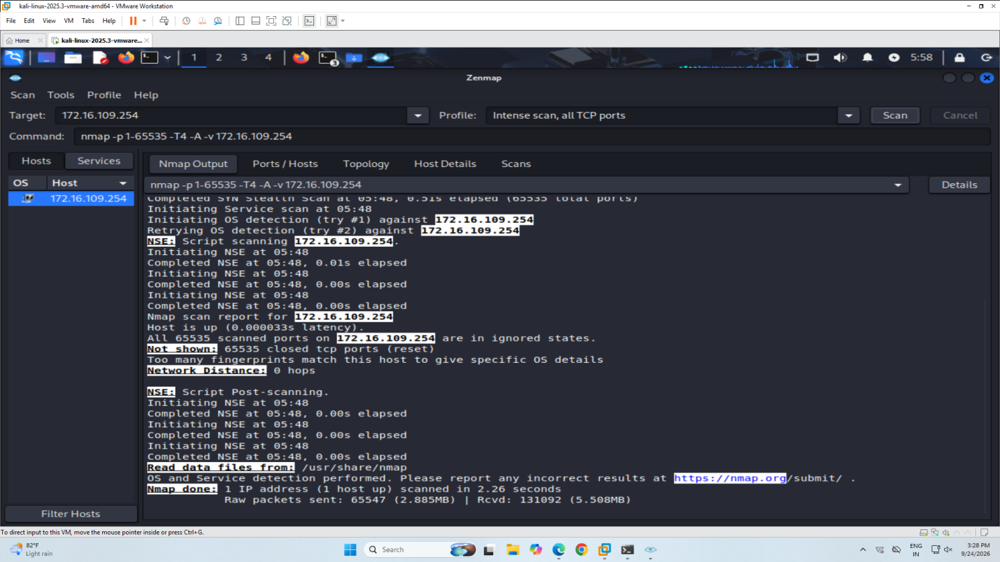 kali-linux-2025.3-vmware-amd64 - VMware Workstation
File Edit View VM Tabs Help
Home kali-linux-2025.3-vmware...
1 2 3 4 3 5:58
Zenmap
Scan Tools Profile Help
Target: 172.16.109.254 Profile: Intense scan, all TCP ports Scan Cancel
Command: nmap -p 1-65535 -T4 -A -v 172.16.109.254
Hosts Services Nmap Output Ports / Hosts Topology Host Details Scans
OS Host nmap -p 1-65535 -T4 -A -v 172.16.109.254 Details
172.16.109.254
Completed SYN Stealth Scan at 05:48, 0.51s elapsed (65535 total ports)
Initiating Service scan at 05:48
Initiating OS detection (try #1) against 172.16.109.254
Retrying OS detection (try #2) against 172.16.109.254
NSE: Script scanning 172.16.109.254.
Initiating NSE at 05:48
Completed NSE at 05:48, 0.01s elapsed
Initiating NSE at 05:48
Completed NSE at 05:48, 0.00s elapsed
Initiating NSE at 05:48
Completed NSE at 05:48, 0.00s elapsed
Nmap scan report for 172.16.109.254
Host is up (0.000033s latency).
All 65535 scanned ports on 172.16.109.254 are in ignored states.
Not shown: 65535 closed tcp ports (reset)
Too many fingerprints match this host to give specific OS details
Network Distance: 0 hops
NSE: Script Post-scanning.
Initiating NSE at 05:48
Completed NSE at 05:48, 0.00s elapsed
Initiating NSE at 05:48
Completed NSE at 05:48, 0.00s elapsed
Initiating NSE at 05:48
Completed NSE at 05:48, 0.00s elapsed
Read data files from: /usr/share/nmap
OS and Service detection performed. Please report any incorrect results at https://nmap.org/submit/ .
Nmap done: 1 IP address (1 host up) scanned in 2.26 seconds
Raw packets sent: 65547 (2.885MB) | Rcvd: 131092 (5.508MB)
Filter Hosts
To direct input to this VM, move the mouse pointer inside or press Ctrl+G.
82°F
Light rain
Search
ENG
IN
3:28 PM
9/24/2026